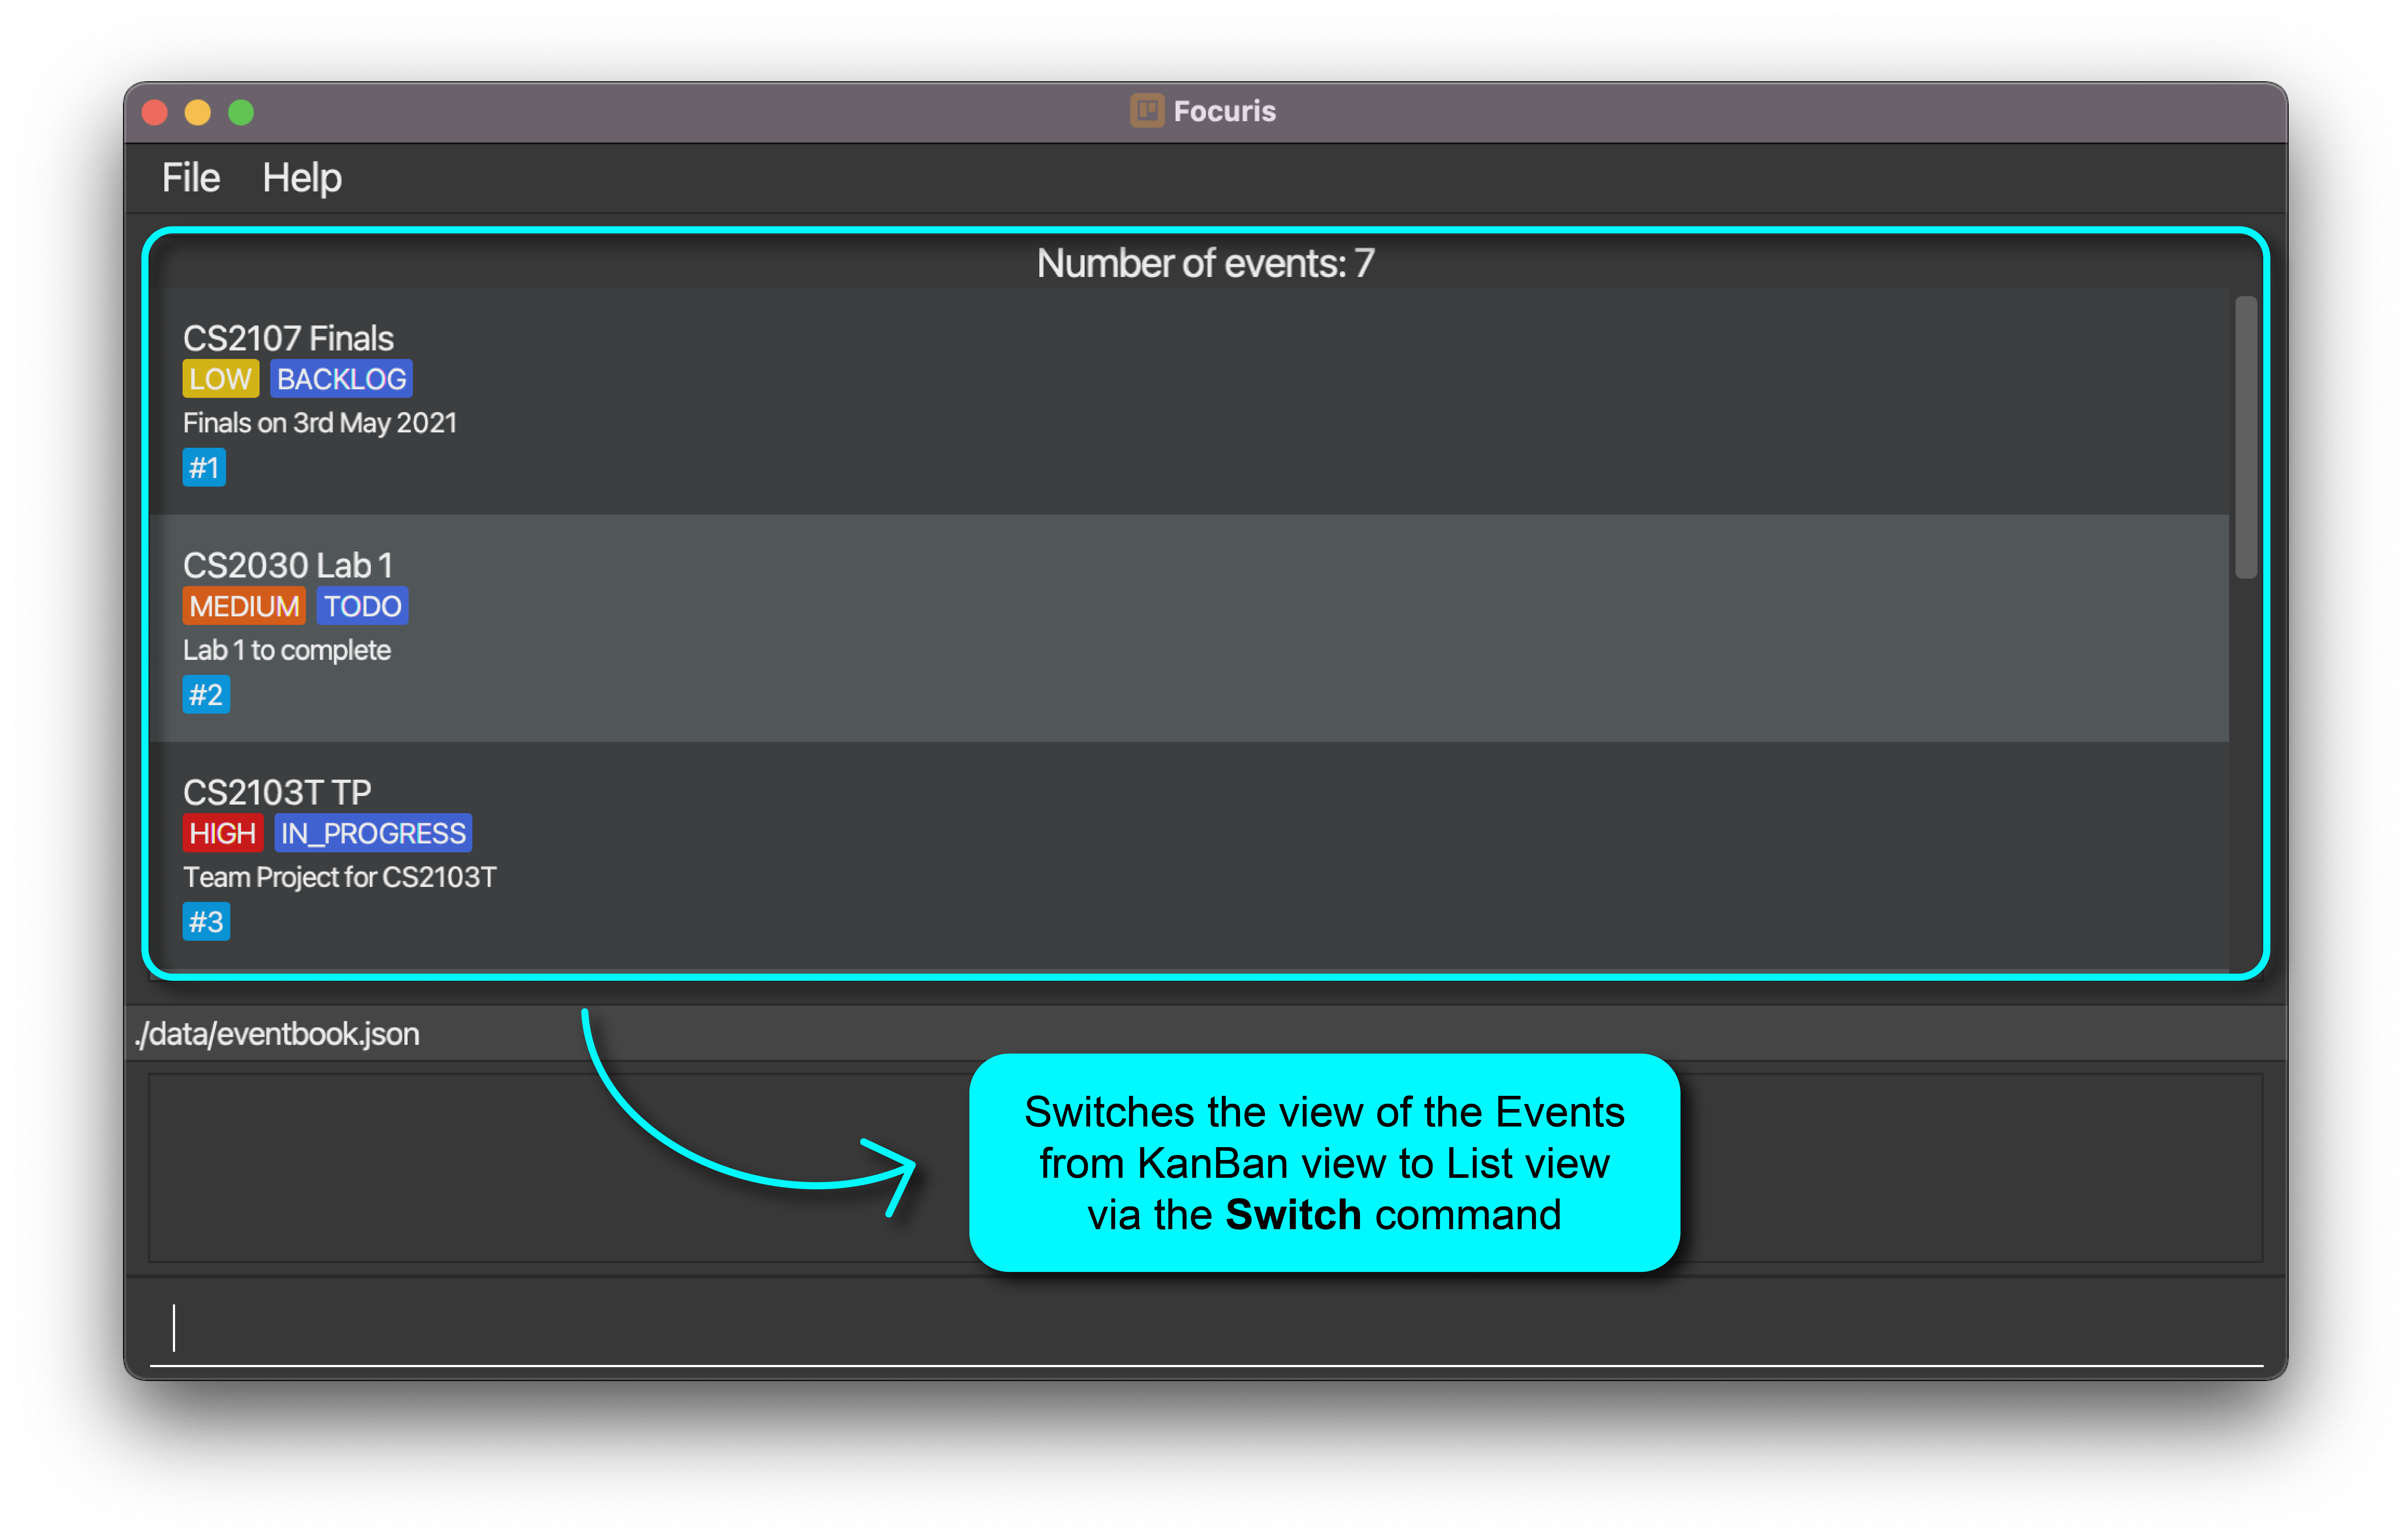 Focuris
File Help
Number of events: 7
CS2107 Finals
LOW BACKLOG
Finals on 3rd May 2021
#1
CS2030 Lab 1
MEDIUM TODO
Lab 1 to complete
#2
CS2103T TP
HIGH IN_PROGRESS
Team Project for CS2103T
#3
./data/eventbook.json
Switches the view of the Events
from KanBan view to List view
via the Switch command